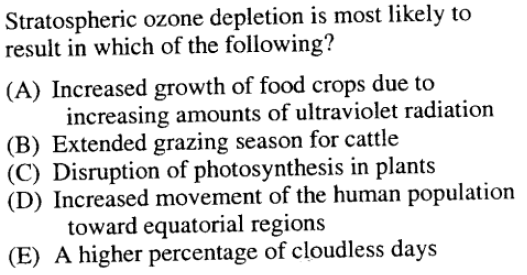 Stratospheric ozone depletion is most likely to
result in which of the following?
(A) Increased growth of food crops due to
increasing amounts of ultraviolet radiation
(B) Extended grazing season for cattle
(C) Disruption of photosynthesis in plants
(D) Increased movement of the human population
toward equatorial regions
(E) A higher percentage of cloudless days